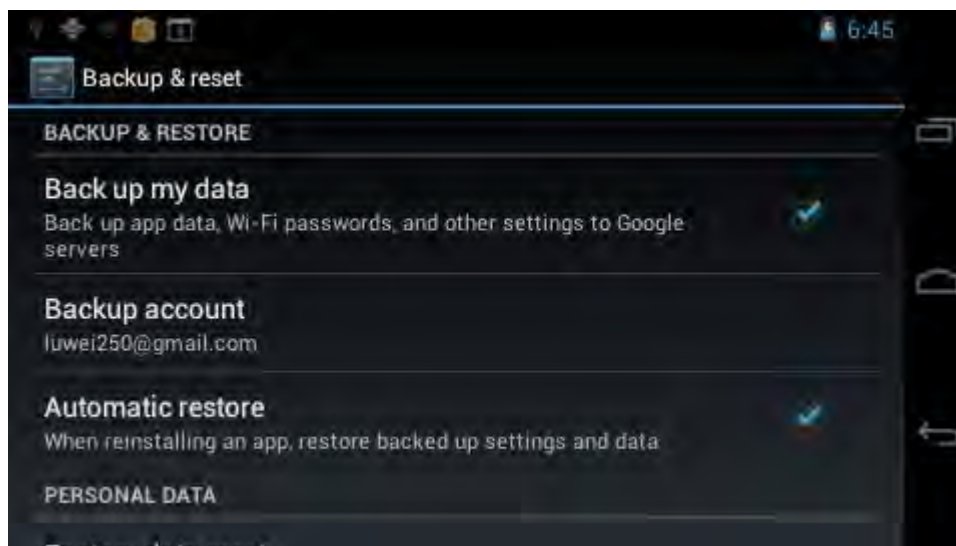 6:45
Backup & reset
BACKUP & RESTORE
Back up my data
Back up app data, Wi-Fi passwords, and other settings to Google
servers
Backup account
luwei250@gmail.com
Automatic restore
When reinstalling an app, restore backed up settings and data
PERSONAL DATA